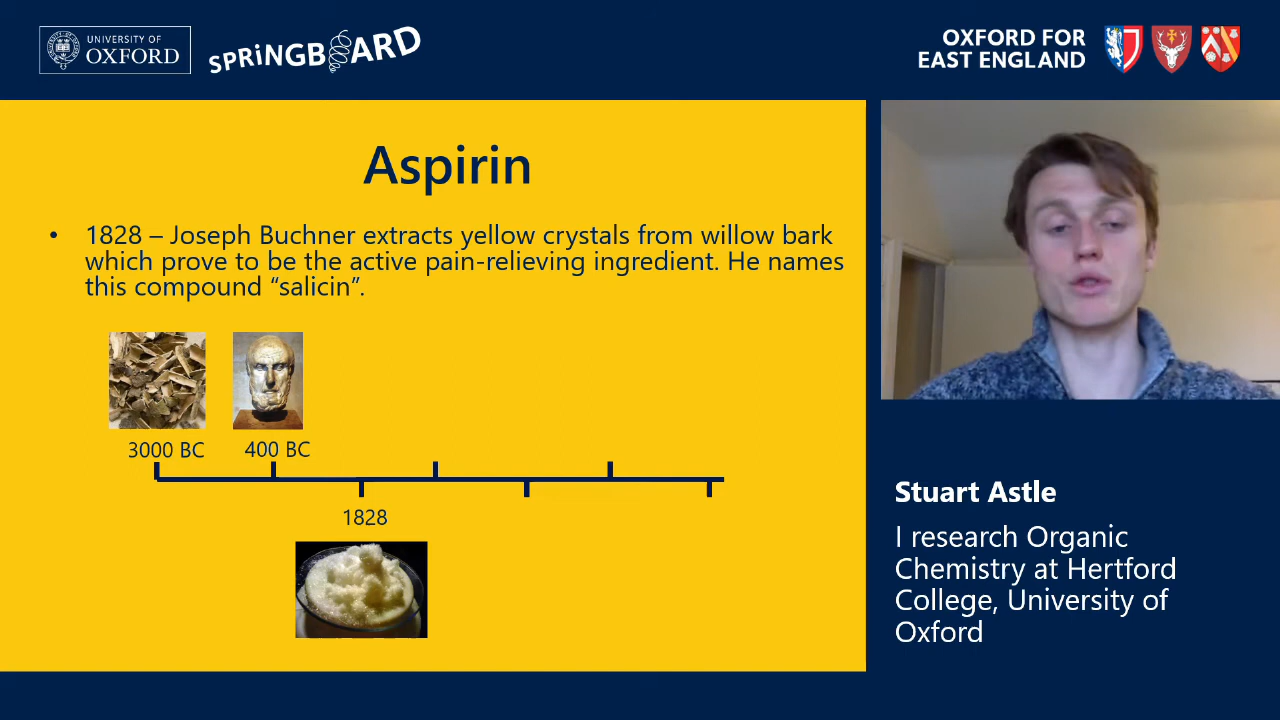 UNIVERSITY OF
OXFORD
SPRiNGBOARD
OXFORD FOR
EAST ENGLAND
Aspirin
• 1828 – Joseph Buchner extracts yellow crystals from willow bark
which prove to be the active pain-relieving ingredient. He names
this compound “salicin”.
3000 BC
400 BC
1828
Stuart Astle
I research Organic
Chemistry at Hertford
College, University of
Oxford